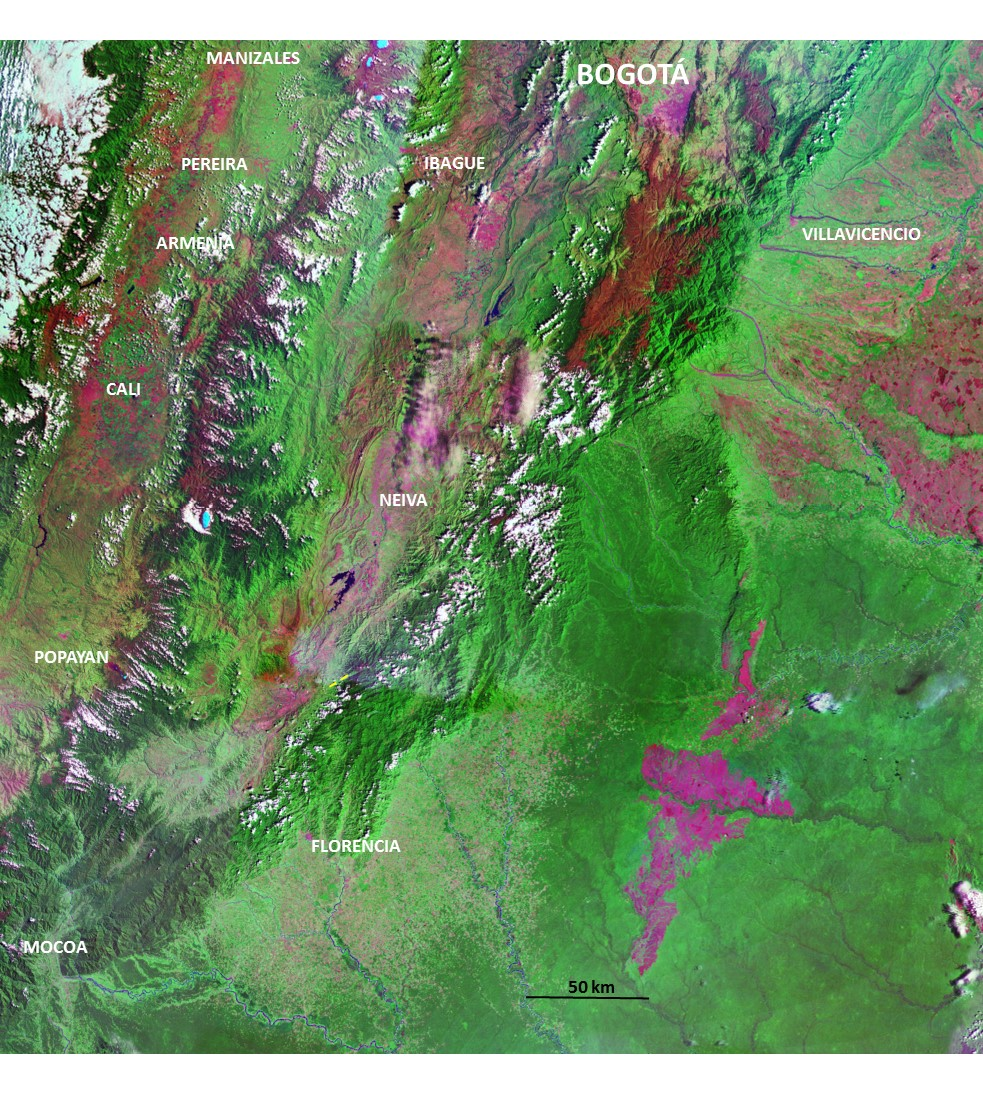 MANIZALES
BOGOTÁ
PEREIRA
IBAGUE
ARMENIA
VILLAVICENCIO
CALI
NEIVA
POPAYAN
FLORENCIA
MOCOA
50 km